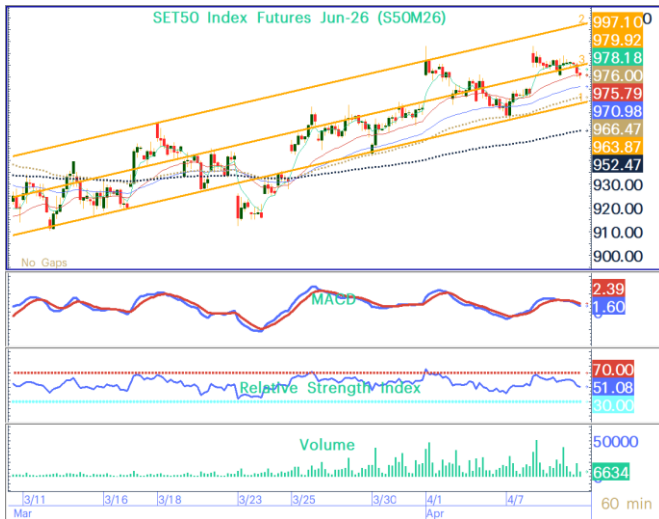 SET50 Index Futures Jun-26 (S50M26)
2
997.10
979.92
3
978.18
976.00
975.79
1
970.98
966.47
963.87
952.47
930.00
920.00
910.00
900.00
No Gaps
MACD
2.39
1.60
Relative Strength Index
70.00
51.08
30.00
Volume
50000
6634
3/11 3/16 3/18 3/23 3/25 3/30 4/1 4/7
Mar Apr
60 min